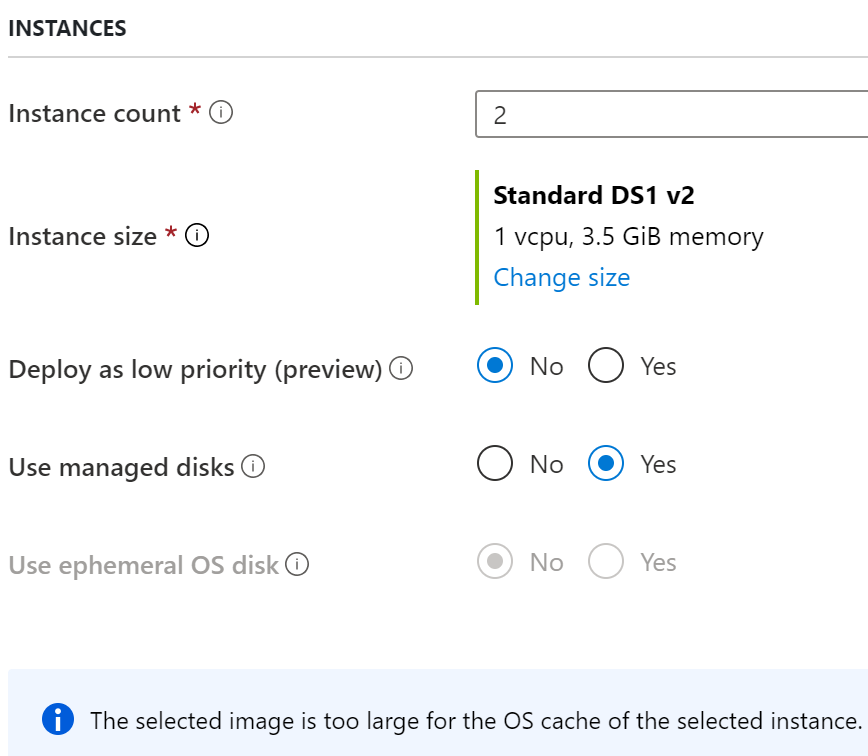 INSTANCES
Instance count *
2
Instance size *
Standard DS1 v2
1 vcpu, 3.5 GiB memory
Change size
Deploy as low priority (preview)
No Yes
Use managed disks
No Yes
Use ephemeral OS disk
No Yes
The selected image is too large for the OS cache of the selected instance.